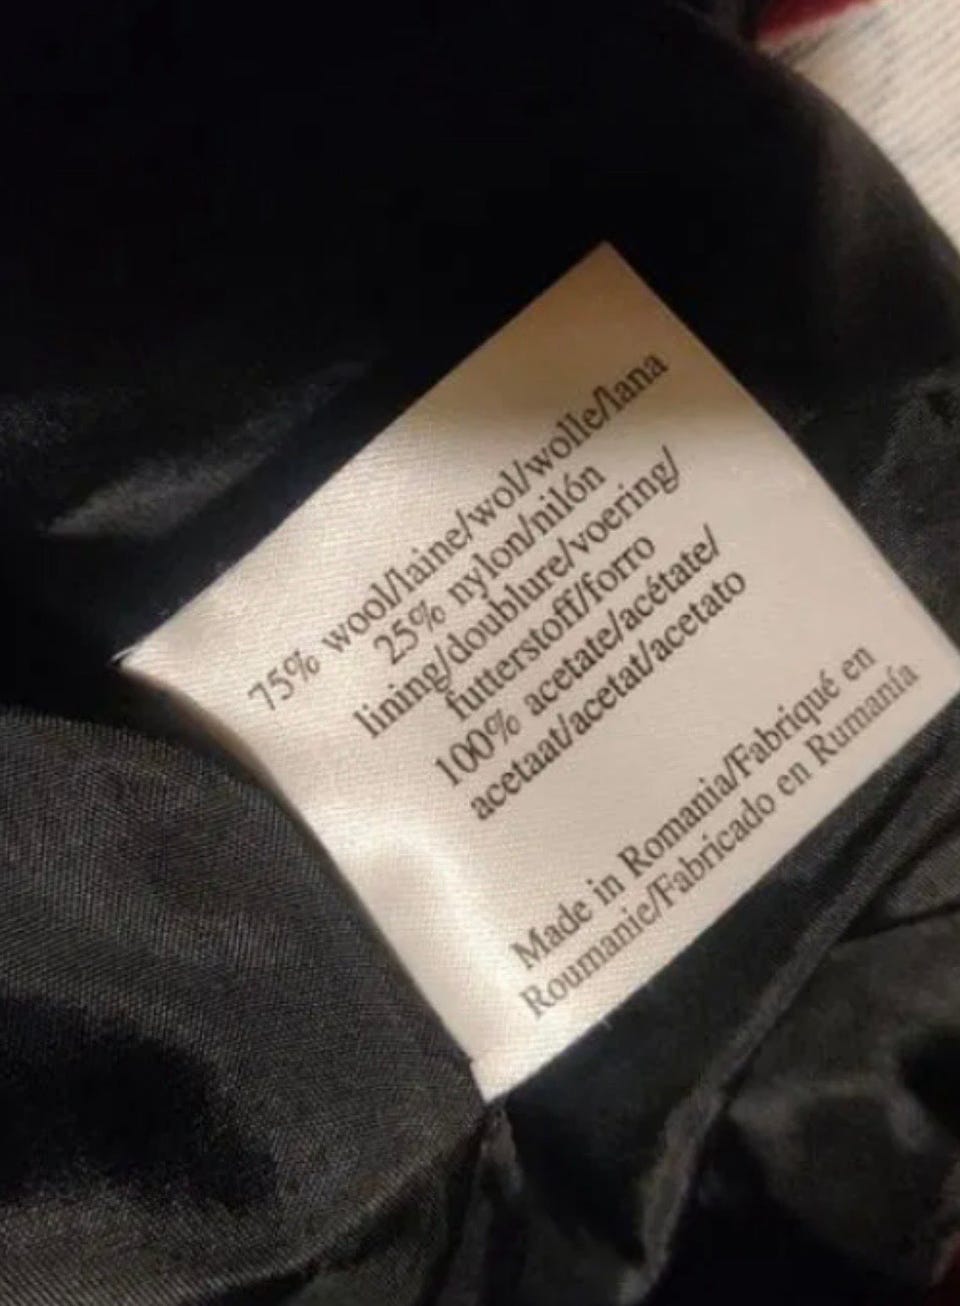 75% wool/laine/wol/wolle/lana
25% nylon/nilón
lining/doublure/voering/
futterstoff/forro
100% acetate/acétate/
acetaat/acetat/acetato
Made in Romania/Fabriqué en
Roumanie/Fabricado en Rumanía